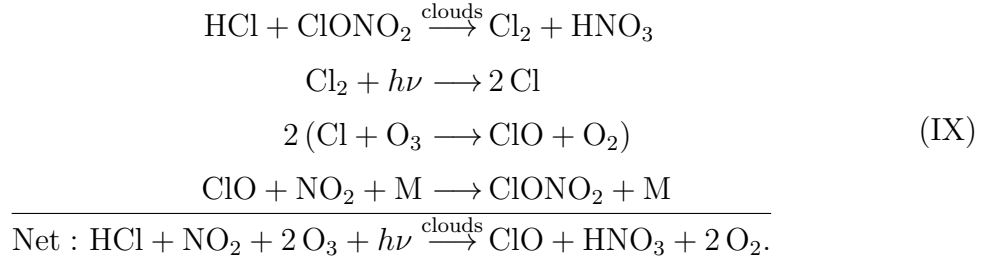 HCl + ClONO₂ —clouds→ Cl₂ + HNO₃
Cl₂ + hν ⟶ 2 Cl
2 (Cl + O₃ ⟶ ClO + O₂)
(IX)
ClO + NO₂ + M ⟶ ClONO₂ + M
Net : HCl + NO₂ + 2 O₃ + hν —clouds→ ClO + HNO₃ + 2 O₂.